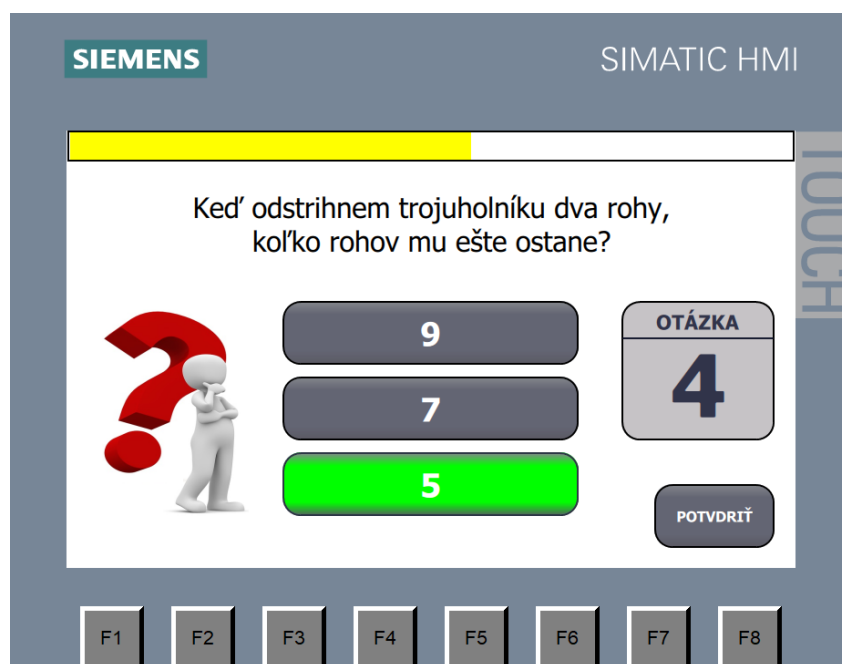 SIEMENS
SIMATIC HMI
TOUCH
Keď odstrihnem trojuholníku dva rohy,
koľko rohov mu ešte ostane?
9
7
5
OTÁZKA
4
POTVDRIŤ
F1
F2
F3
F4
F5
F6
F7
F8